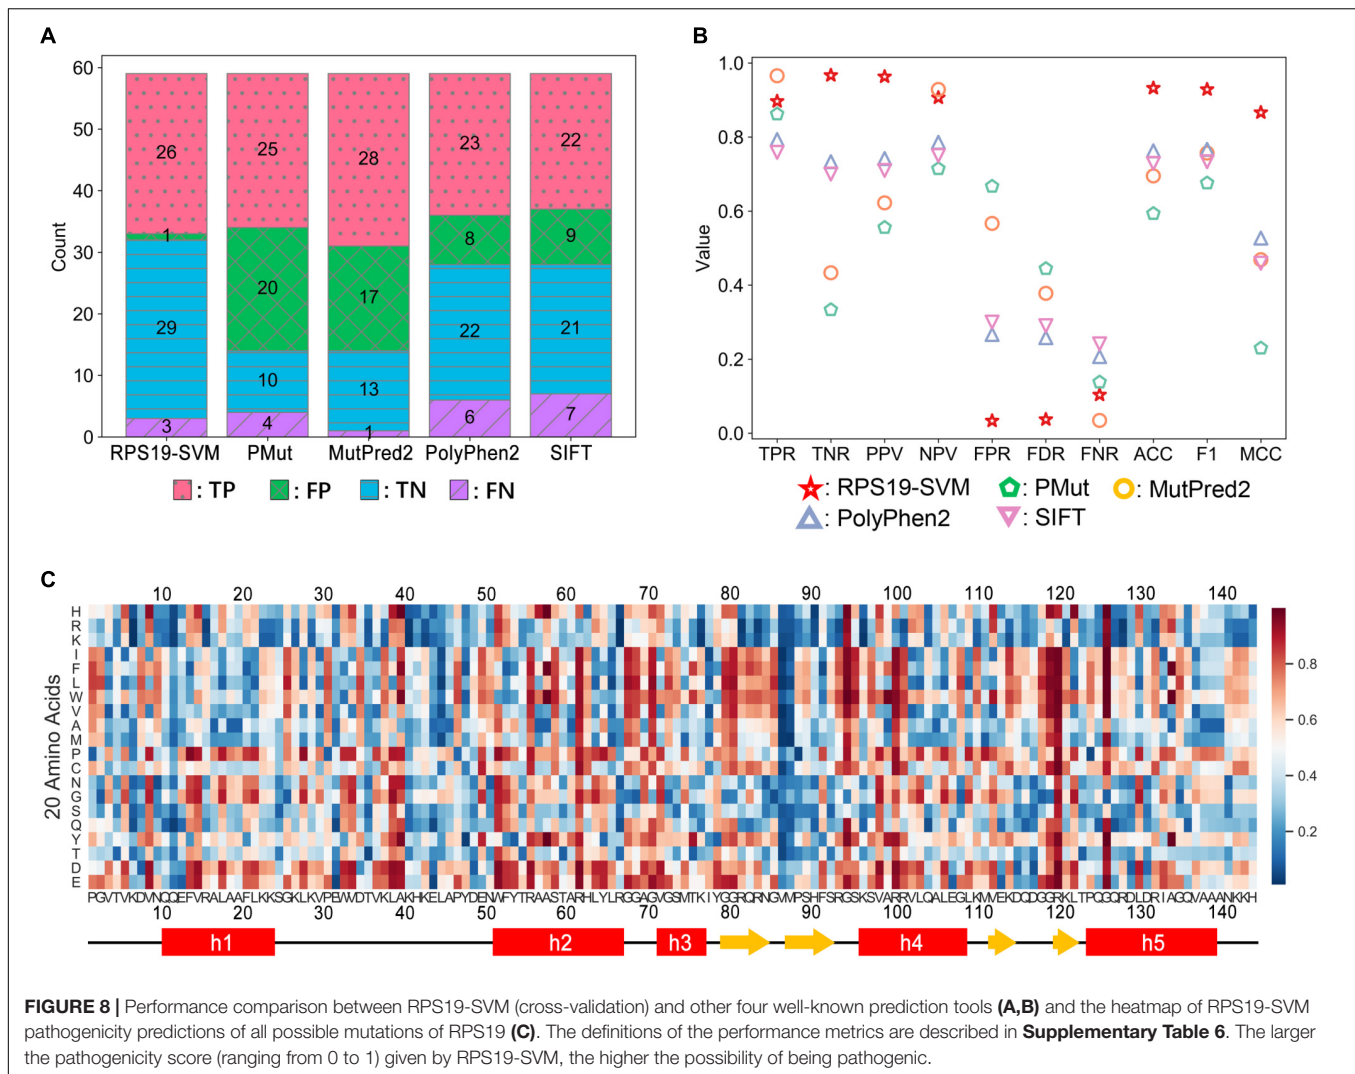 A
60
50
40
30
20
10
0
Count
26
1
29
3
25
20
10
4
28
17
13
1
23
8
22
6
22
9
21
7
RPS19-SVM PMut MutPred2 PolyPhen2 SIFT
: TP : FP : TN : FN
B
1.0
0.8
0.6
0.4
0.2
0.0
Value
TPR TNR PPV NPV FPR FDR FNR ACC F1 MCC
: RPS19-SVM : PMut : MutPred2
: PolyPhen2 : SIFT
C
10 20 30 40 50 60 70 80 90 100 110 120 130 140
20 Amino Acids
H
R
K
I
F
L
W
V
A
M
P
C
N
G
S
Q
Y
T
D
E
0.8
0.6
0.4
0.2
PGVTVKDVNQQEFVRALAAFLKKSGKLKVPEWVDTVKLAKHKELAPYDENWFYTRAASTARHLYLRGGAGVGSMTKIYGGRQRNGVMPSHFSRGSKSVARRVLQALEGLKMVEKDQDGGRKLTPQGQRDLDRIAGQVAAANKKH
10 20 30 40 50 60 70 80 90 100 110 120 130 140
h1 h2 h3 h4 h5
FIGURE 8 | Performance comparison between RPS19-SVM (cross-validation) and other four well-known prediction tools (A,B) and the heatmap of RPS19-SVM
pathogenicity predictions of all possible mutations of RPS19 (C). The definitions of the performance metrics are described in Supplementary Table 6. The larger
the pathogenicity score (ranging from 0 to 1) given by RPS19-SVM, the higher the possibility of being pathogenic.